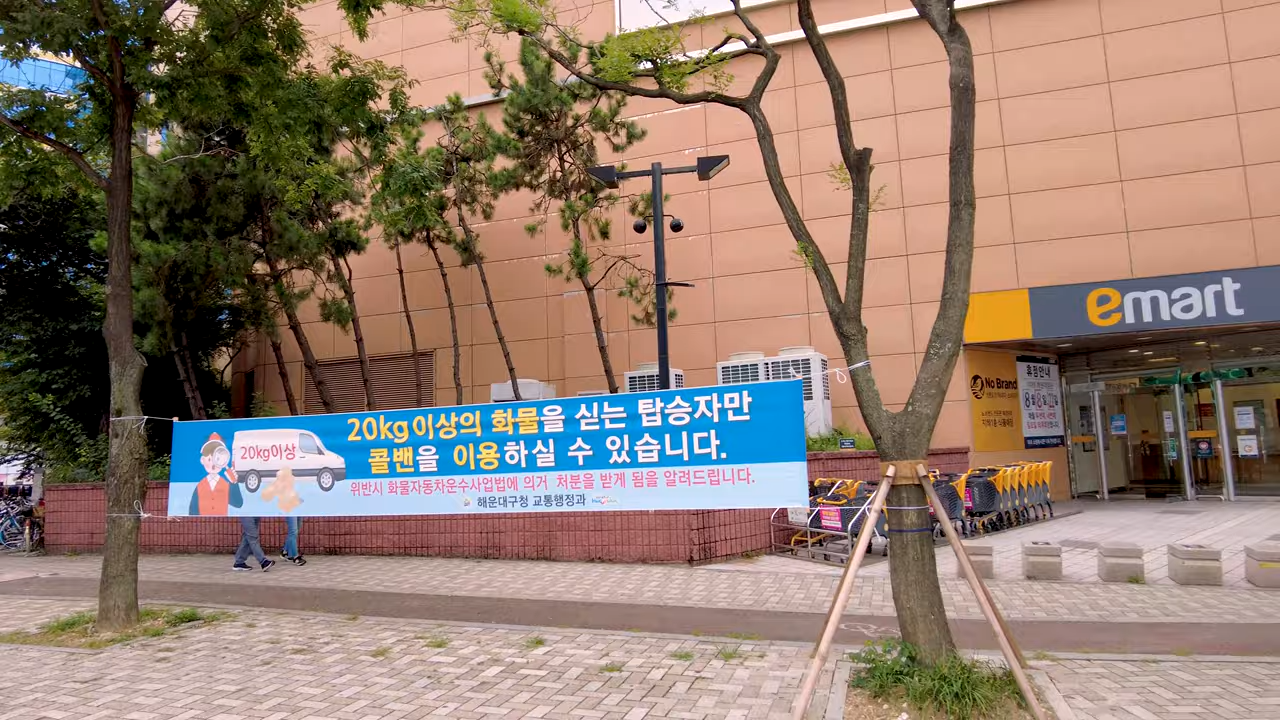 emart
No Brand
휴점안내
20kg이상의 화물을 싣는 탑승자만
콜밴을 이용하실 수 있습니다.
20kg이상
위반시 화물자동차운수사업법에 의거 처분을 받게 됨을 알려드립니다.
해운대구청 교통행정과